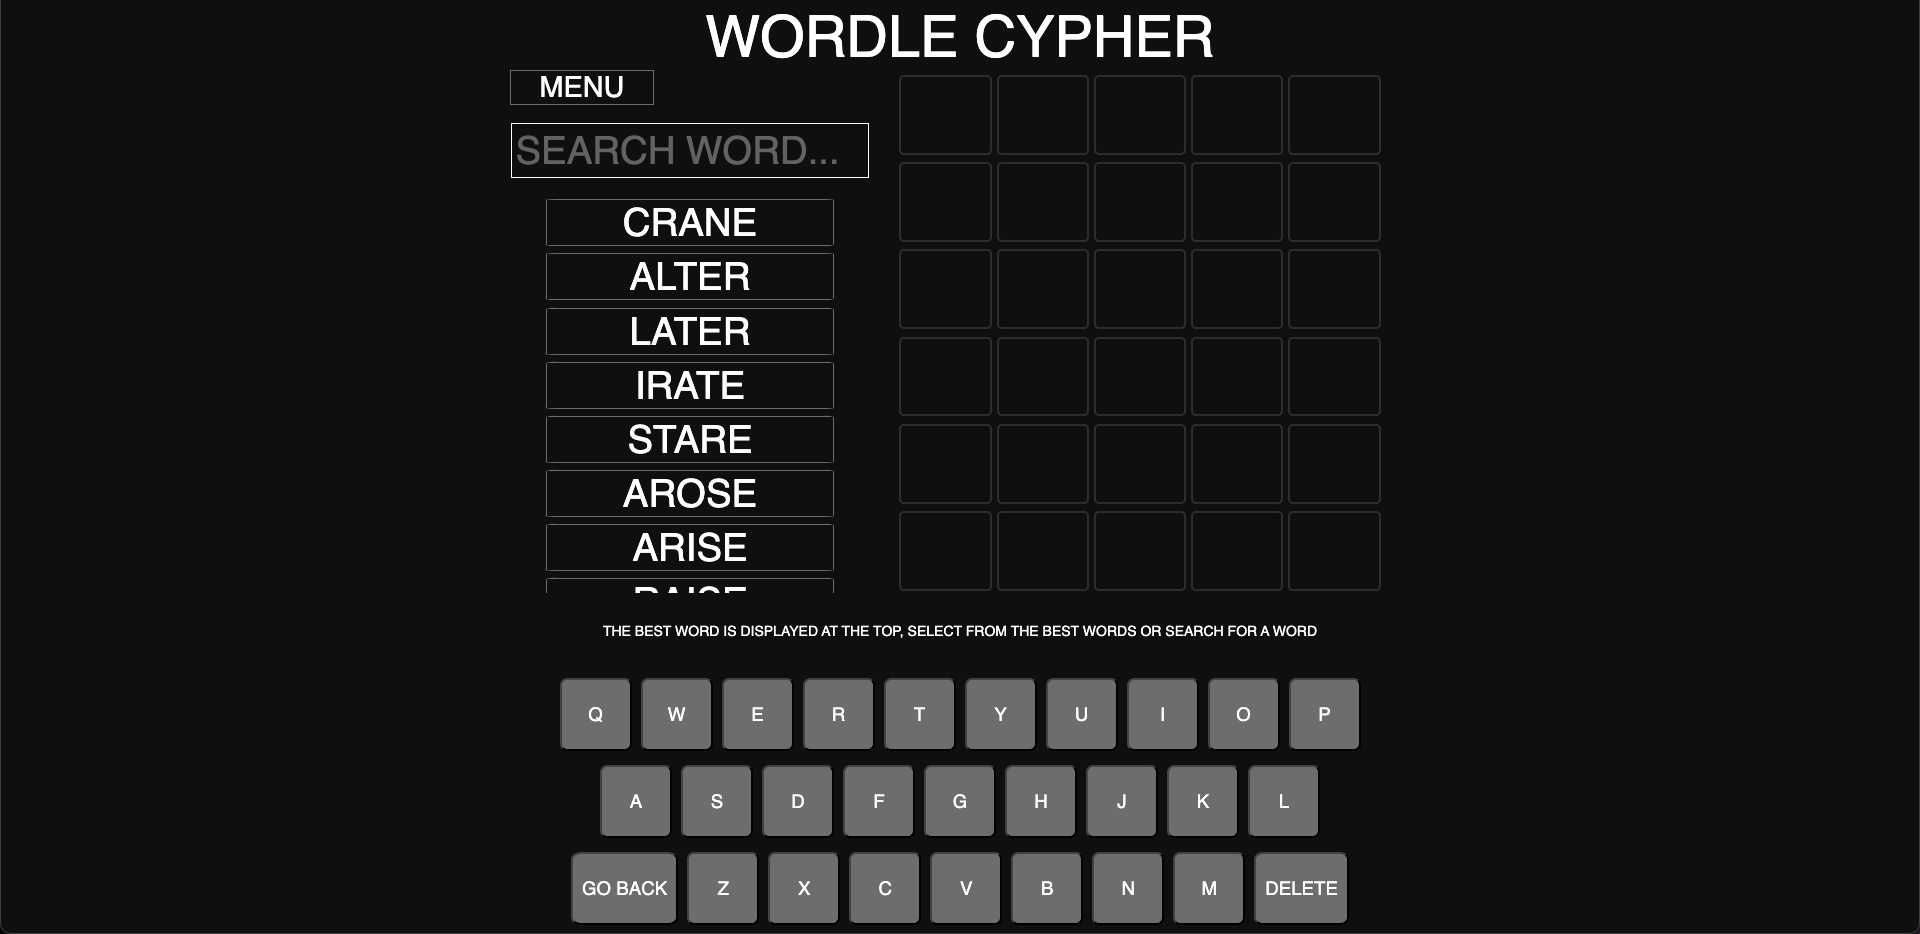 WORDLE CYPHER
MENU
SEARCH WORD...
CRANE
ALTER
LATER
IRATE
STARE
AROSE
ARISE
RAISE
THE BEST WORD IS DISPLAYED AT THE TOP, SELECT FROM THE BEST WORDS OR SEARCH FOR A WORD
Q W E R T Y U I O P
A S D F G H J K L
GO BACK Z X C V B N M DELETE